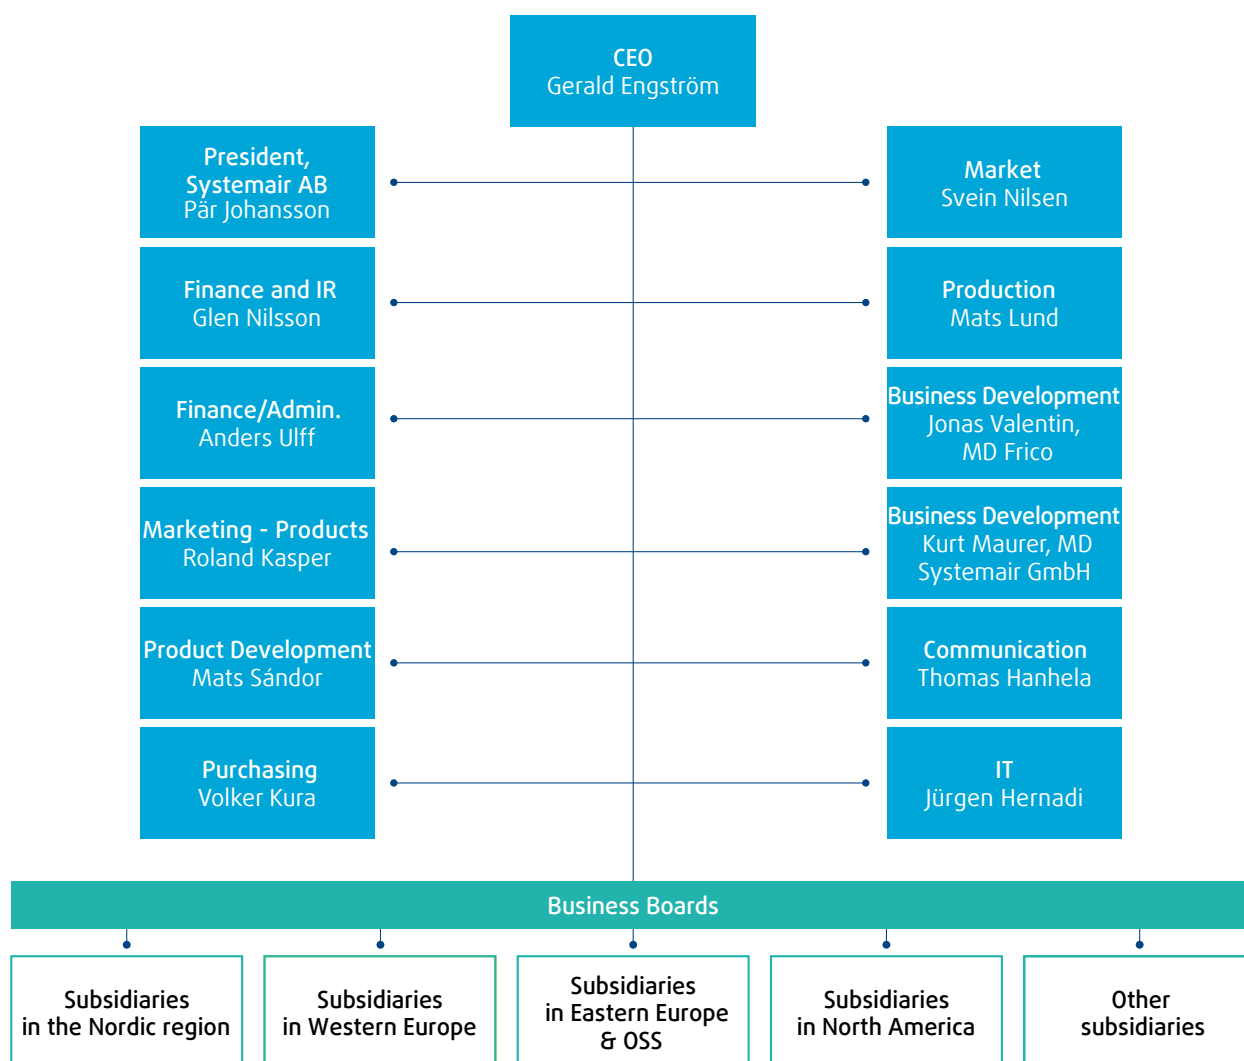 CEO
Gerald Engström
President,
Systemair AB
Pär Johansson
Market
Svein Nilsen
Finance and IR
Glen Nilsson
Production
Mats Lund
Finance/Admin.
Anders Ulff
Business Development
Jonas Valentin,
MD Frico
Marketing - Products
Roland Kasper
Business Development
Kurt Maurer, MD
Systemair GmbH
Product Development
Mats Sándor
Communication
Thomas Hanhela
Purchasing
Volker Kura
IT
Jürgen Hernadi
Business Boards
Subsidiaries
in the Nordic region
Subsidiaries
in Western Europe
Subsidiaries
in Eastern Europe
& OSS
Subsidiaries
in North America
Other
subsidiaries